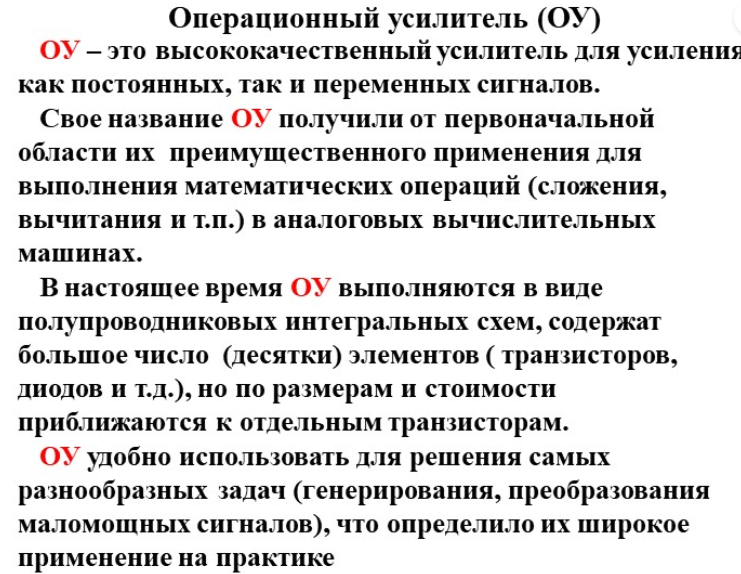 Операционный усилитель (ОУ)
ОУ – это высококачественный усилитель для усиления
как постоянных, так и переменных сигналов.
Свое название ОУ получили от первоначальной
области их преимущественного применения для
выполнения математических операций (сложения,
вычитания и т.п.) в аналоговых вычислительных
машинах.
В настоящее время ОУ выполняются в виде
полупроводниковых интегральных схем, содержат
большое число (десятки) элементов ( транзисторов,
диодов и т.д.), но по размерам и стоимости
приближаются к отдельным транзисторам.
ОУ удобно использовать для решения самых
разнообразных задач (генерирования, преобразования
маломощных сигналов), что определило их широкое
применение на практике